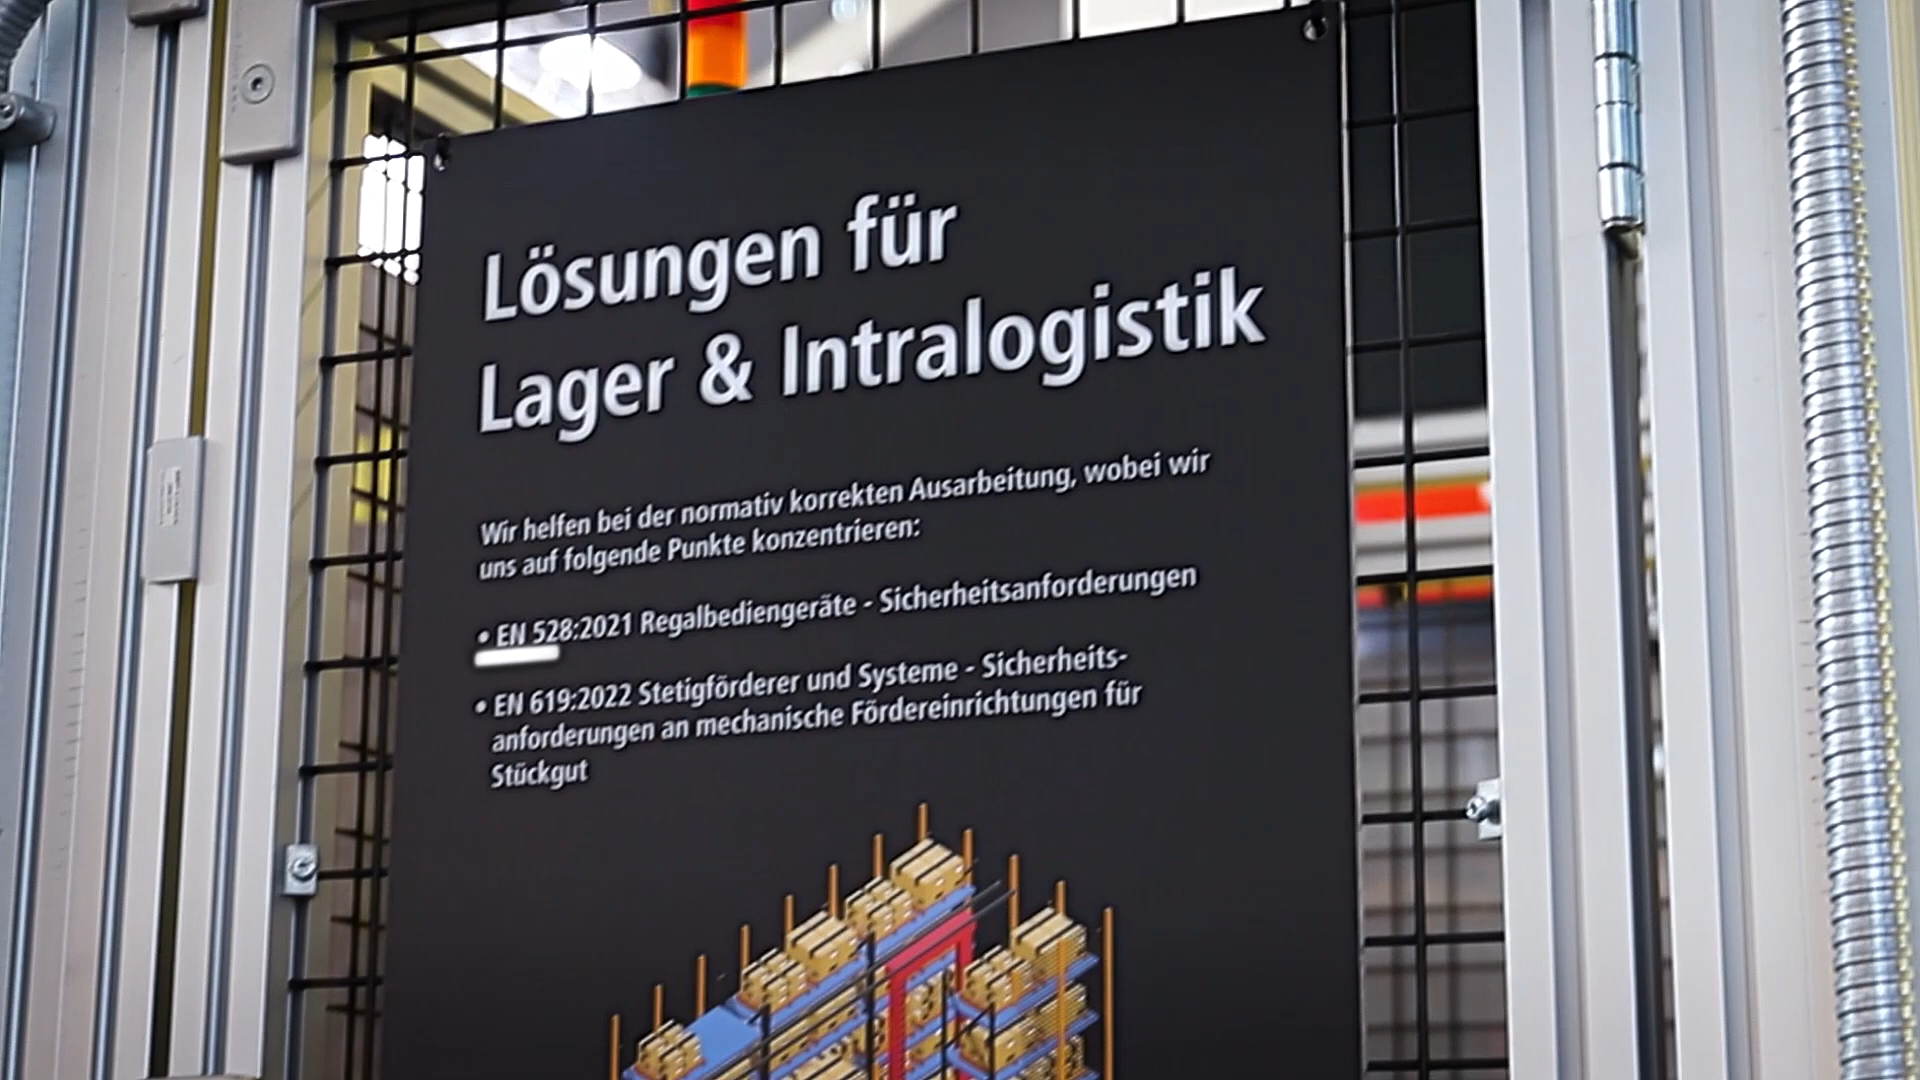 Lösungen für
Lager & Intralogistik
Wir helfen bei der normativ korrekten Ausarbeitung, wobei wir
uns auf folgende Punkte konzentrieren:
• EN 528:2021 Regalbediengeräte - Sicherheitsanforderungen
• EN 619:2022 Stetigförderer und Systeme - Sicherheits-
anforderungen an mechanische Fördereinrichtungen für
Stückgut